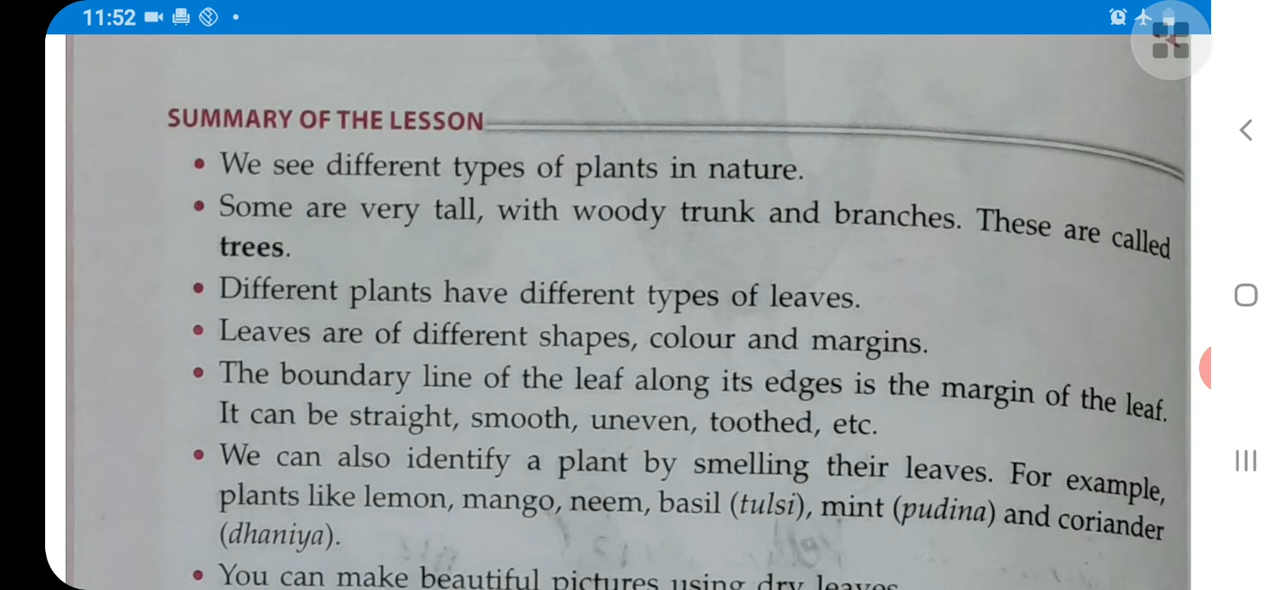 11:52
SUMMARY OF THE LESSON
• We see different types of plants in nature.
• Some are very tall, with woody trunk and branches. These are called
trees.
• Different plants have different types of leaves.
• Leaves are of different shapes, colour and margins.
• The boundary line of the leaf along its edges is the margin of the leaf.
It can be straight, smooth, uneven, toothed, etc.
• We can also identify a plant by smelling their leaves. For example,
plants like lemon, mango, neem, basil (tulsi), mint (pudina) and coriander
(dhaniya).
• You can make beautiful pictures using dry leaves